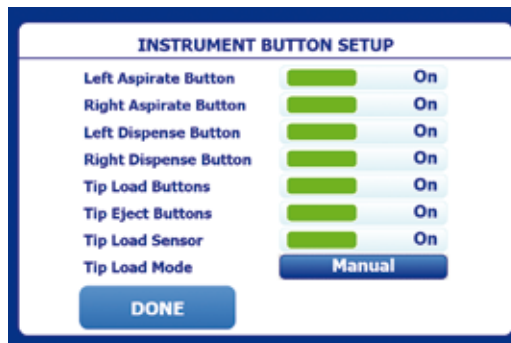 INSTRUMENT BUTTON SETUP
Left Aspirate Button On
Right Aspirate Button On
Left Dispense Button On
Right Dispense Button On
Tip Load Buttons On
Tip Eject Buttons On
Tip Load Sensor On
Tip Load Mode Manual
DONE